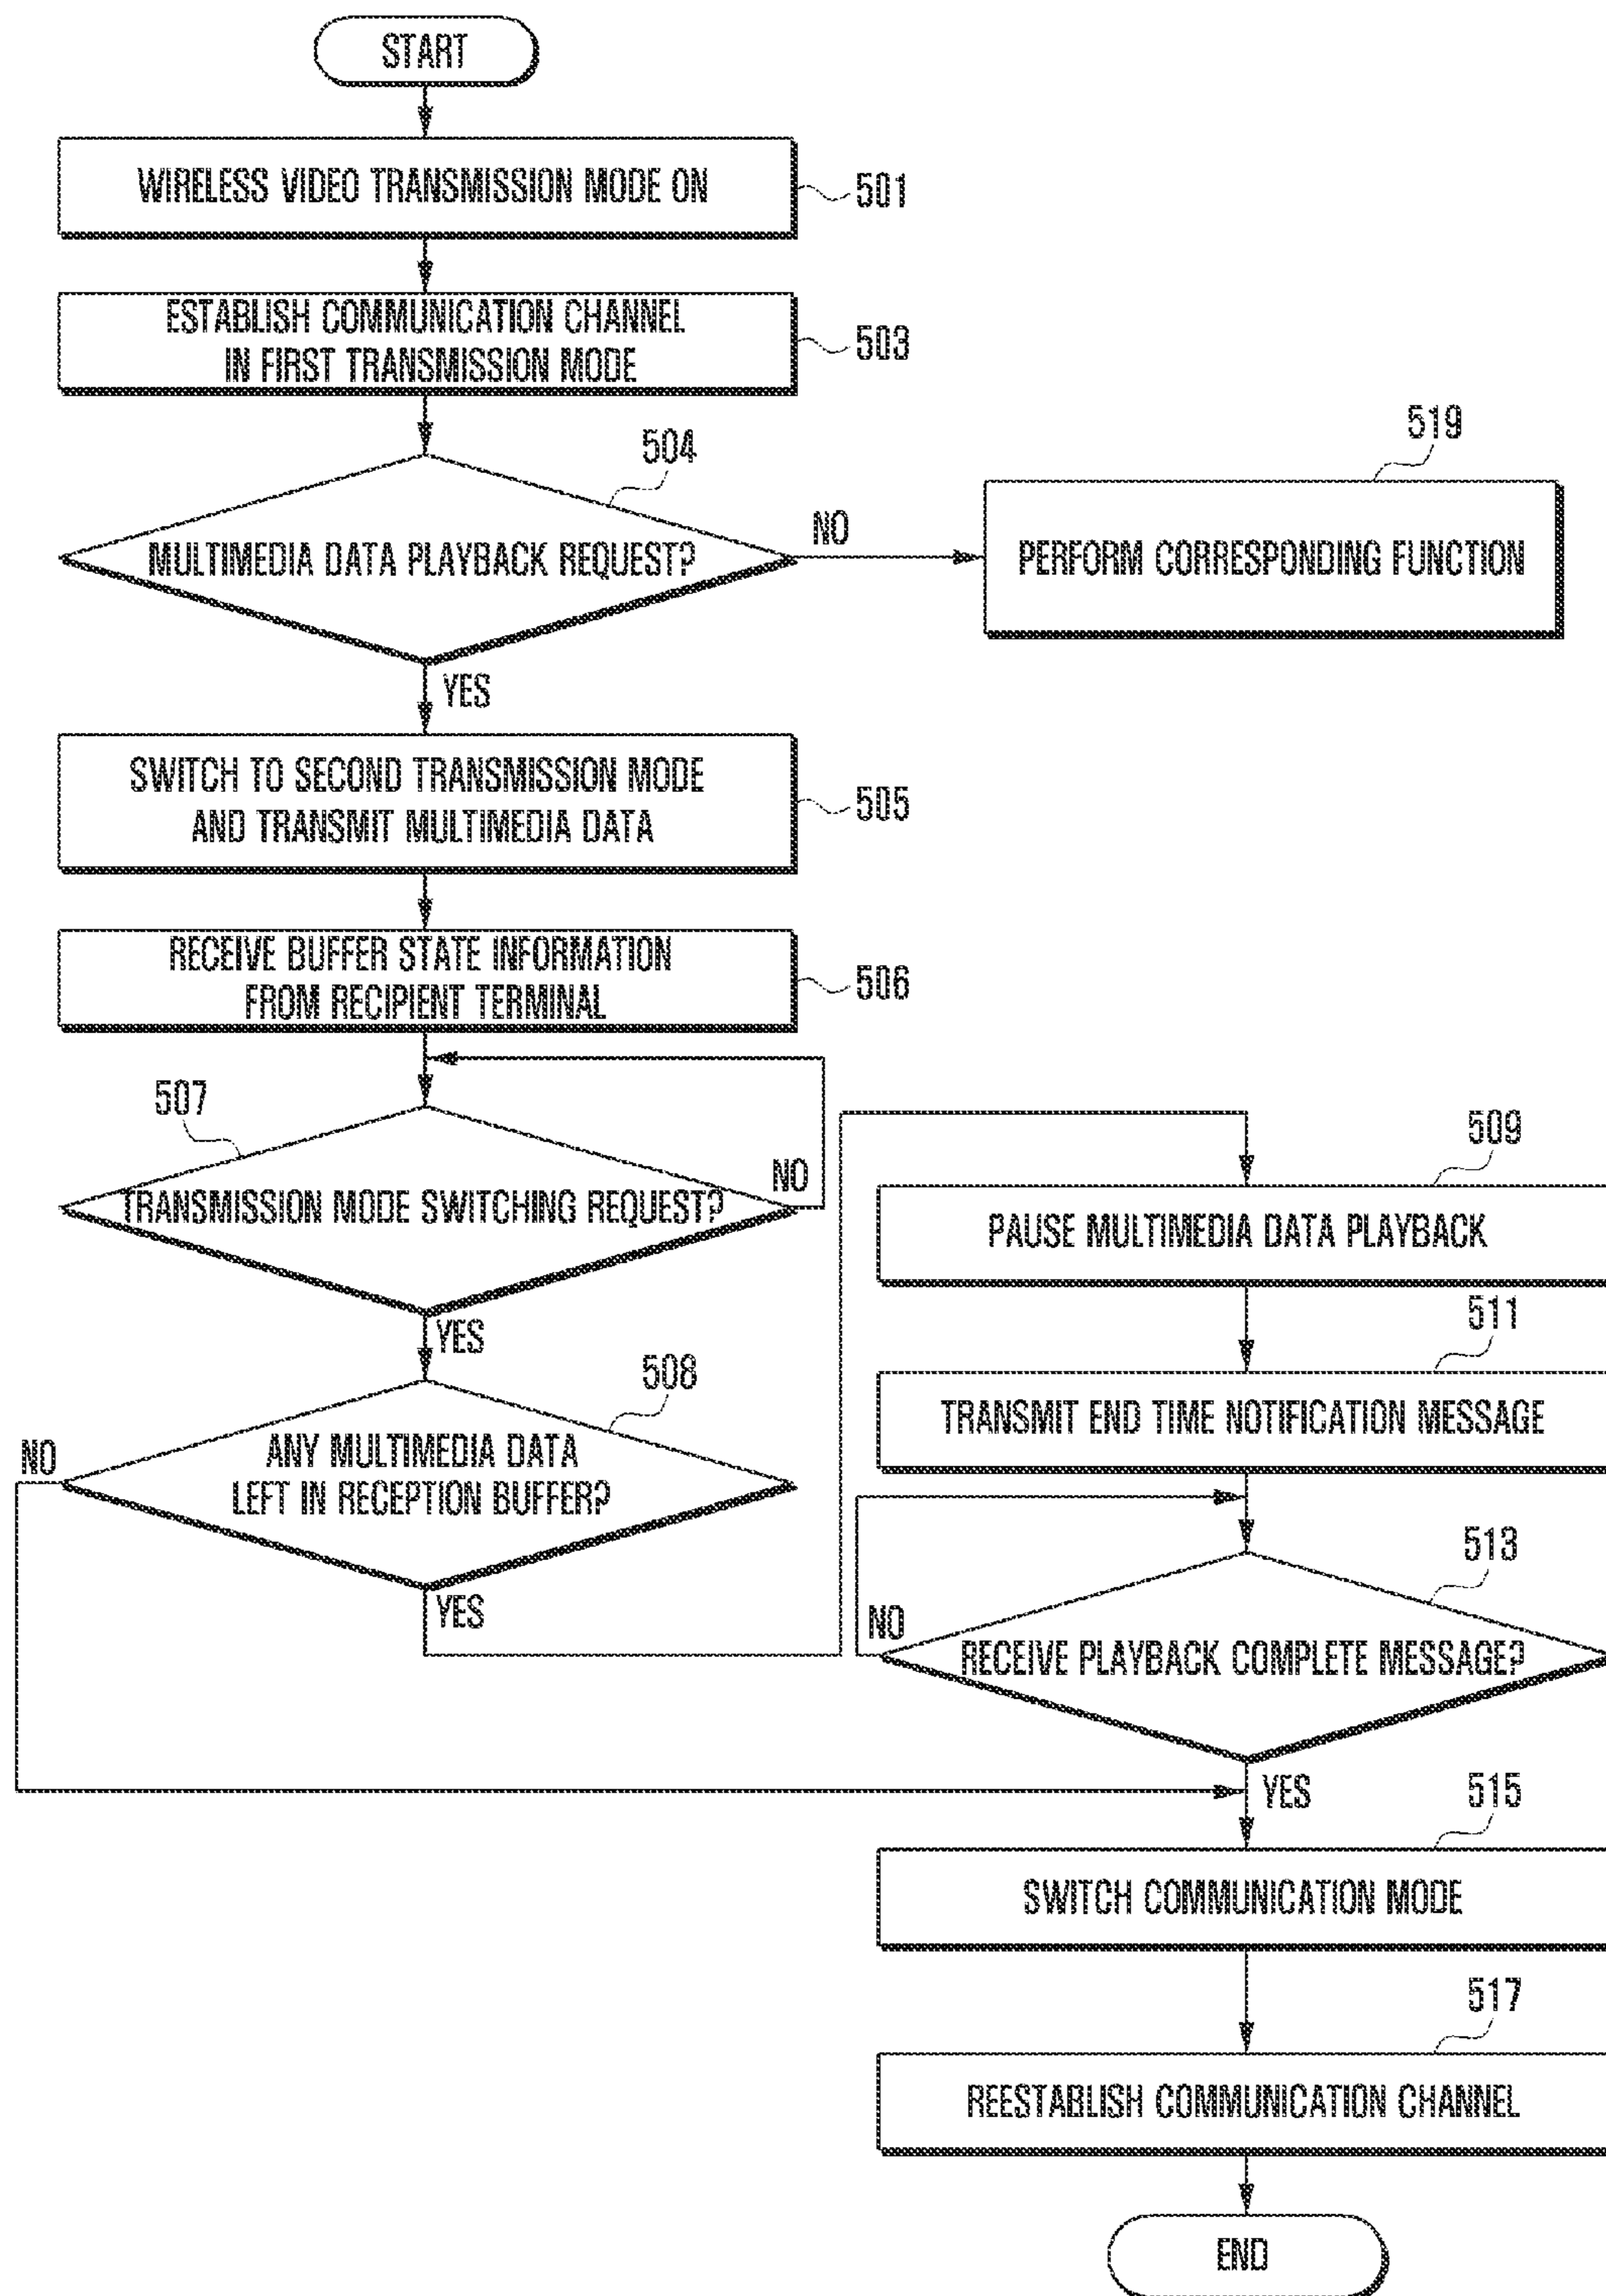 START
WIRELESS VIDEO TRANSMISSION MODE ON
501
ESTABLISH COMMUNICATION CHANNEL
IN FIRST TRANSMISSION MODE
503
504
MULTIMEDIA DATA PLAYBACK REQUEST?
NO
519
PERFORM CORRESPONDING FUNCTION
YES
SWITCH TO SECOND TRANSMISSION MODE
AND TRANSMIT MULTIMEDIA DATA
505
RECEIVE BUFFER STATE INFORMATION
FROM RECIPIENT TERMINAL
506
507
TRANSMISSION MODE SWITCHING REQUEST?
NO
YES
508
ANY MULTIMEDIA DATA
LEFT IN RECEPTION BUFFER?
NO
YES
509
PAUSE MULTIMEDIA DATA PLAYBACK
511
TRANSMIT END TIME NOTIFICATION MESSAGE
513
RECEIVE PLAYBACK COMPLETE MESSAGE?
NO
YES
515
SWITCH COMMUNICATION MODE
517
REESTABLISH COMMUNICATION CHANNEL
END